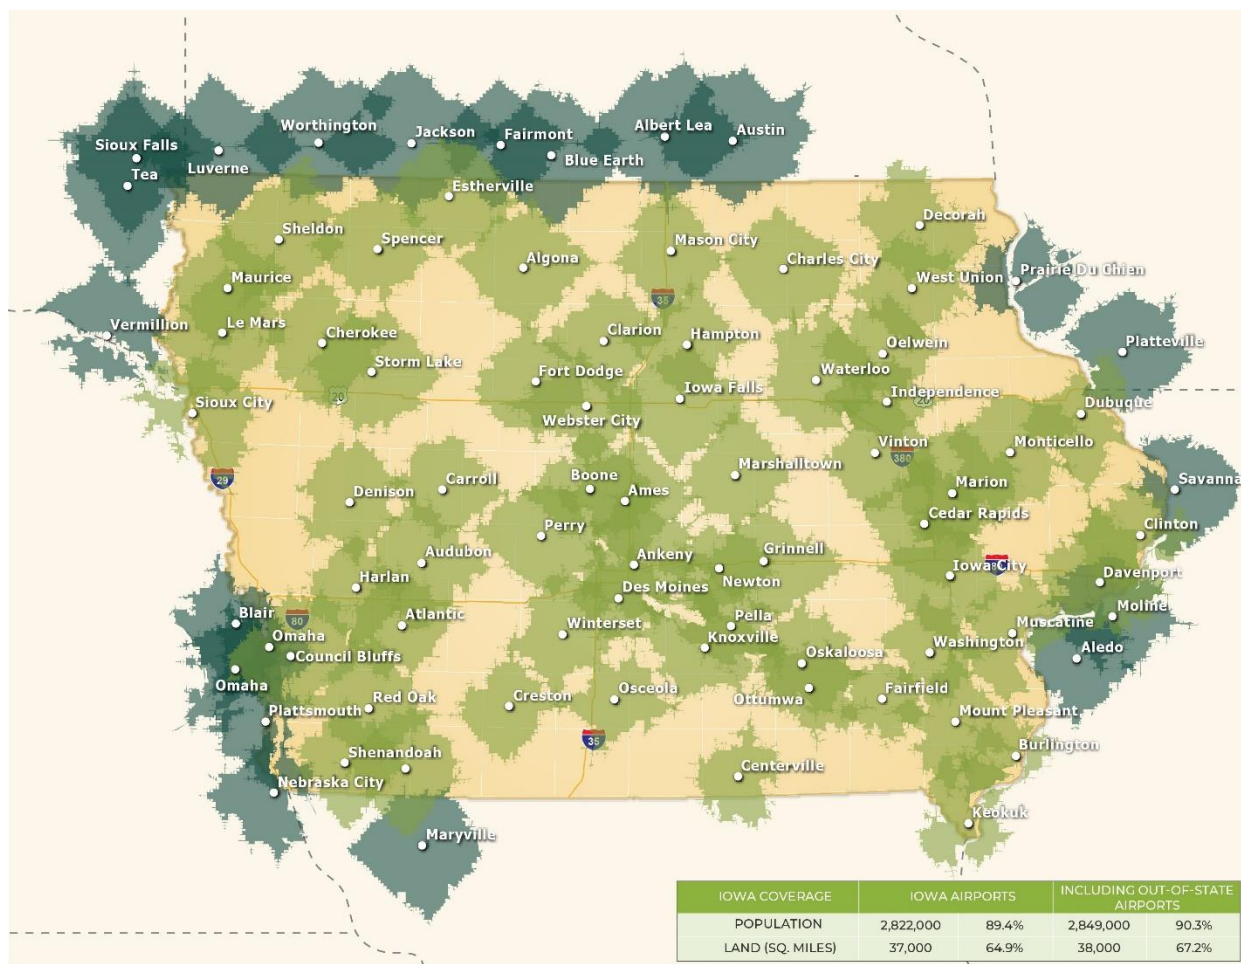 Sioux Falls
Worthington
Jackson
Fairmont
Albert Lea
Austin
Luverne
Blue Earth
Tea
Estherville
Decorah
Sheldon
Spencer
Mason City
Algona
Charles City
Maurice
West Union
Prairie Du Chien
35
Vermillion
Le Mars
Cherokee
Clarion
Hampton
Oelwein
Platteville
Storm Lake
Fort Dodge
Iowa Falls
Waterloo
Independence
20
20
Sioux City
Webster City
Dubuque
Vinton
Monticello
380
29
Carroll
Boone
Marshalltown
Denison
Ames
Marion
Savanna
Perry
Cedar Rapids
Clinton
Audubon
Ankeny
Grinnell
Harlan
Newton
Iowa City
80
Davenport
Des Moines
Blair
80
Atlantic
Winterset
Pella
Moline
Muscatine
Omaha
Council Bluffs
Knoxville
Washington
Aledo
Oskaloosa
Omaha
Red Oak
Creston
Osceola
Ottumwa
Fairfield
Plattsmouth
Mount Pleasant
35
Burlington
Shenandoah
Centerville
Nebraska City
Keokuk
Maryville
IOWA COVERAGE IOWA AIRPORTS INCLUDING OUT-OF-STATE AIRPORTS
POPULATION 2,822,000 89.4% 2,849,000 90.3%
LAND (SQ. MILES) 37,000 64.9% 38,000 67.2%